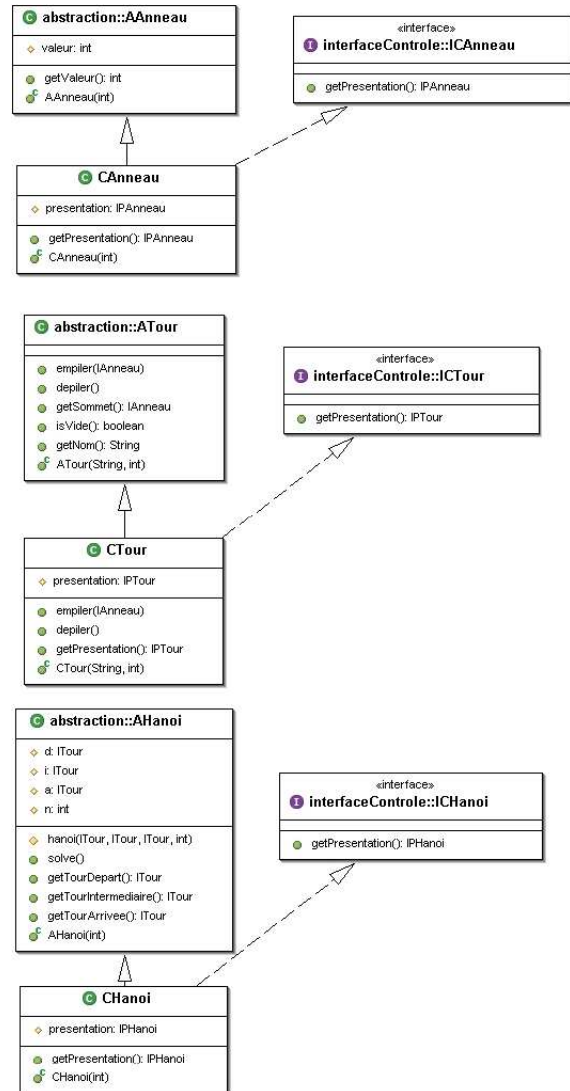 abstraction::AAnneau
valeur: int
getValeur(): int
AAnneau(int)
«interface»
interfaceControle::ICAnneau
getPresentation(): IPAnneau
CAnneau
presentation: IPAnneau
getPresentation(): IPAnneau
CAnneau(int)
abstraction::ATour
empiler(IAnneau)
depiler()
getSommet(): IAnneau
isVide(): boolean
getNom(): String
ATour(String, int)
«interface»
interfaceControle::ICTour
getPresentation(): IPTour
CTour
presentation: IPTour
empiler(IAnneau)
depiler()
getPresentation(): IPTour
CTour(String, int)
abstraction::AHanoi
d: ITour
i: ITour
a: ITour
n: int
hanoi(ITour, ITour, ITour, int)
solve()
getTourDepart(): ITour
getTourIntermediaire(): ITour
getTourArrivee(): ITour
AHanoi(int)
«interface»
interfaceControle::ICHanoi
getPresentation(): IPHanoi
CHanoi
presentation: IPHanoi
getPresentation(): IPHanoi
CHanoi(int)